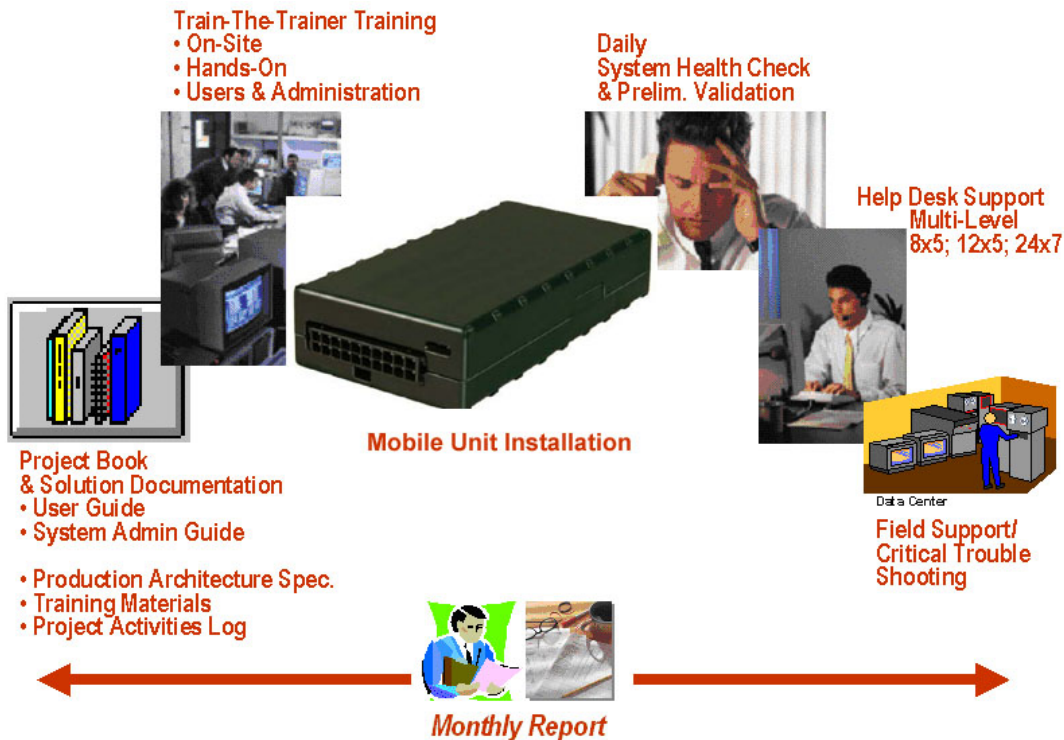 Train-The-Trainer Training
• On-Site
• Hands-On
• Users & Administration
Daily
System Health Check
& Prelim. Validation
Help Desk Support
Multi-Level
8x5; 12x5; 24x7
Mobile Unit Installation
Project Book
& Solution Documentation
• User Guide
• System Admin Guide
• Production Architecture Spec.
• Training Materials
• Project Activities Log
Data Center
Field Support/
Critical Trouble
Shooting
Monthly Report